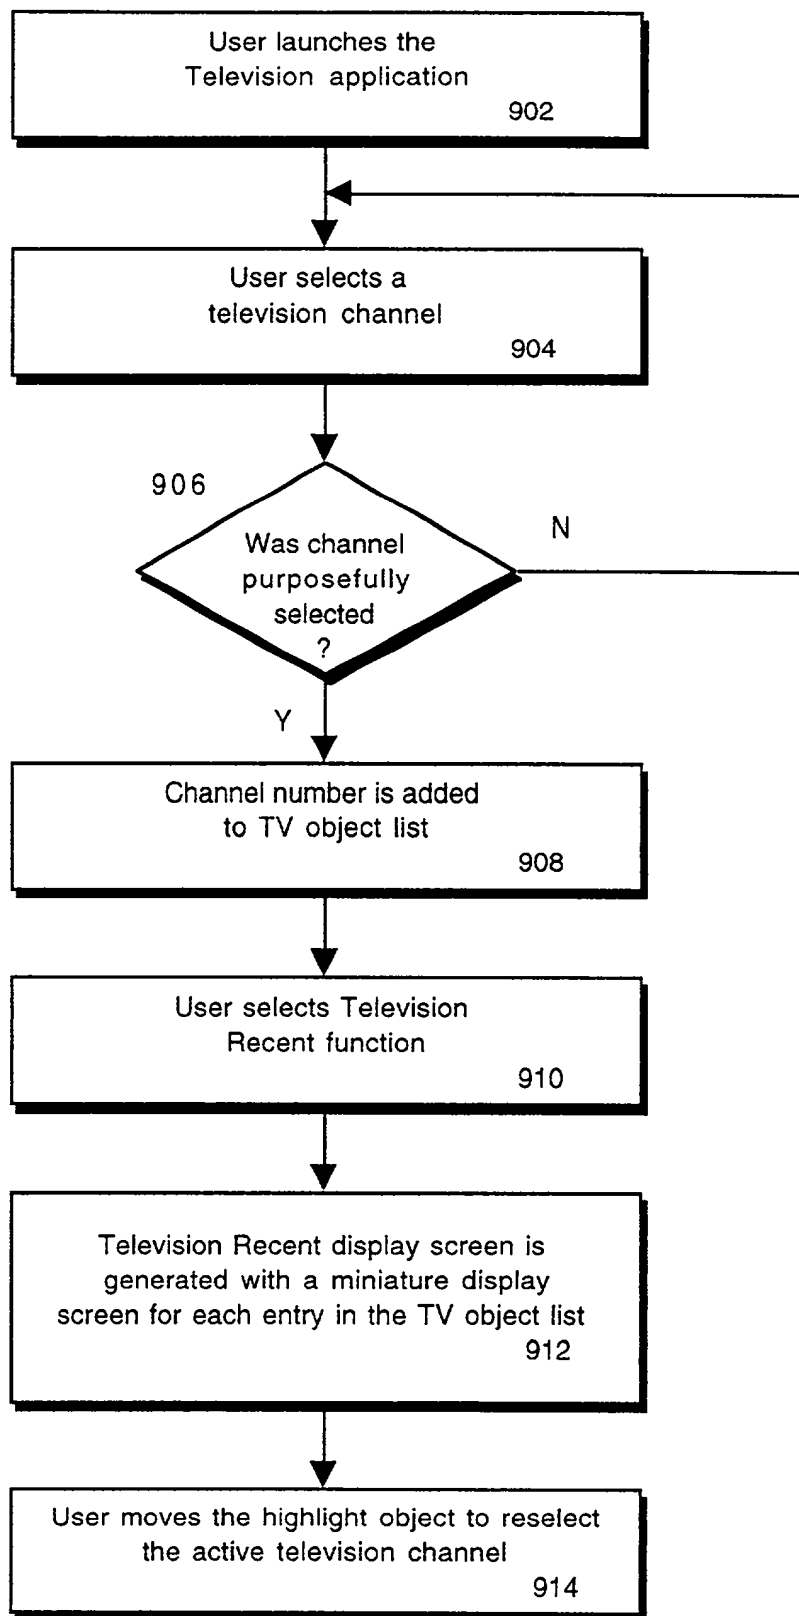 User launches the
Television application
902
User selects a
television channel
904
906
Was channel
purposefully
selected
?
N
Y
Channel number is added
to TV object list
908
User selects Television
Recent function
910
Television Recent display screen is
generated with a miniature display
screen for each entry in the TV object list
912
User moves the highlight object to reselect
the active television channel
914